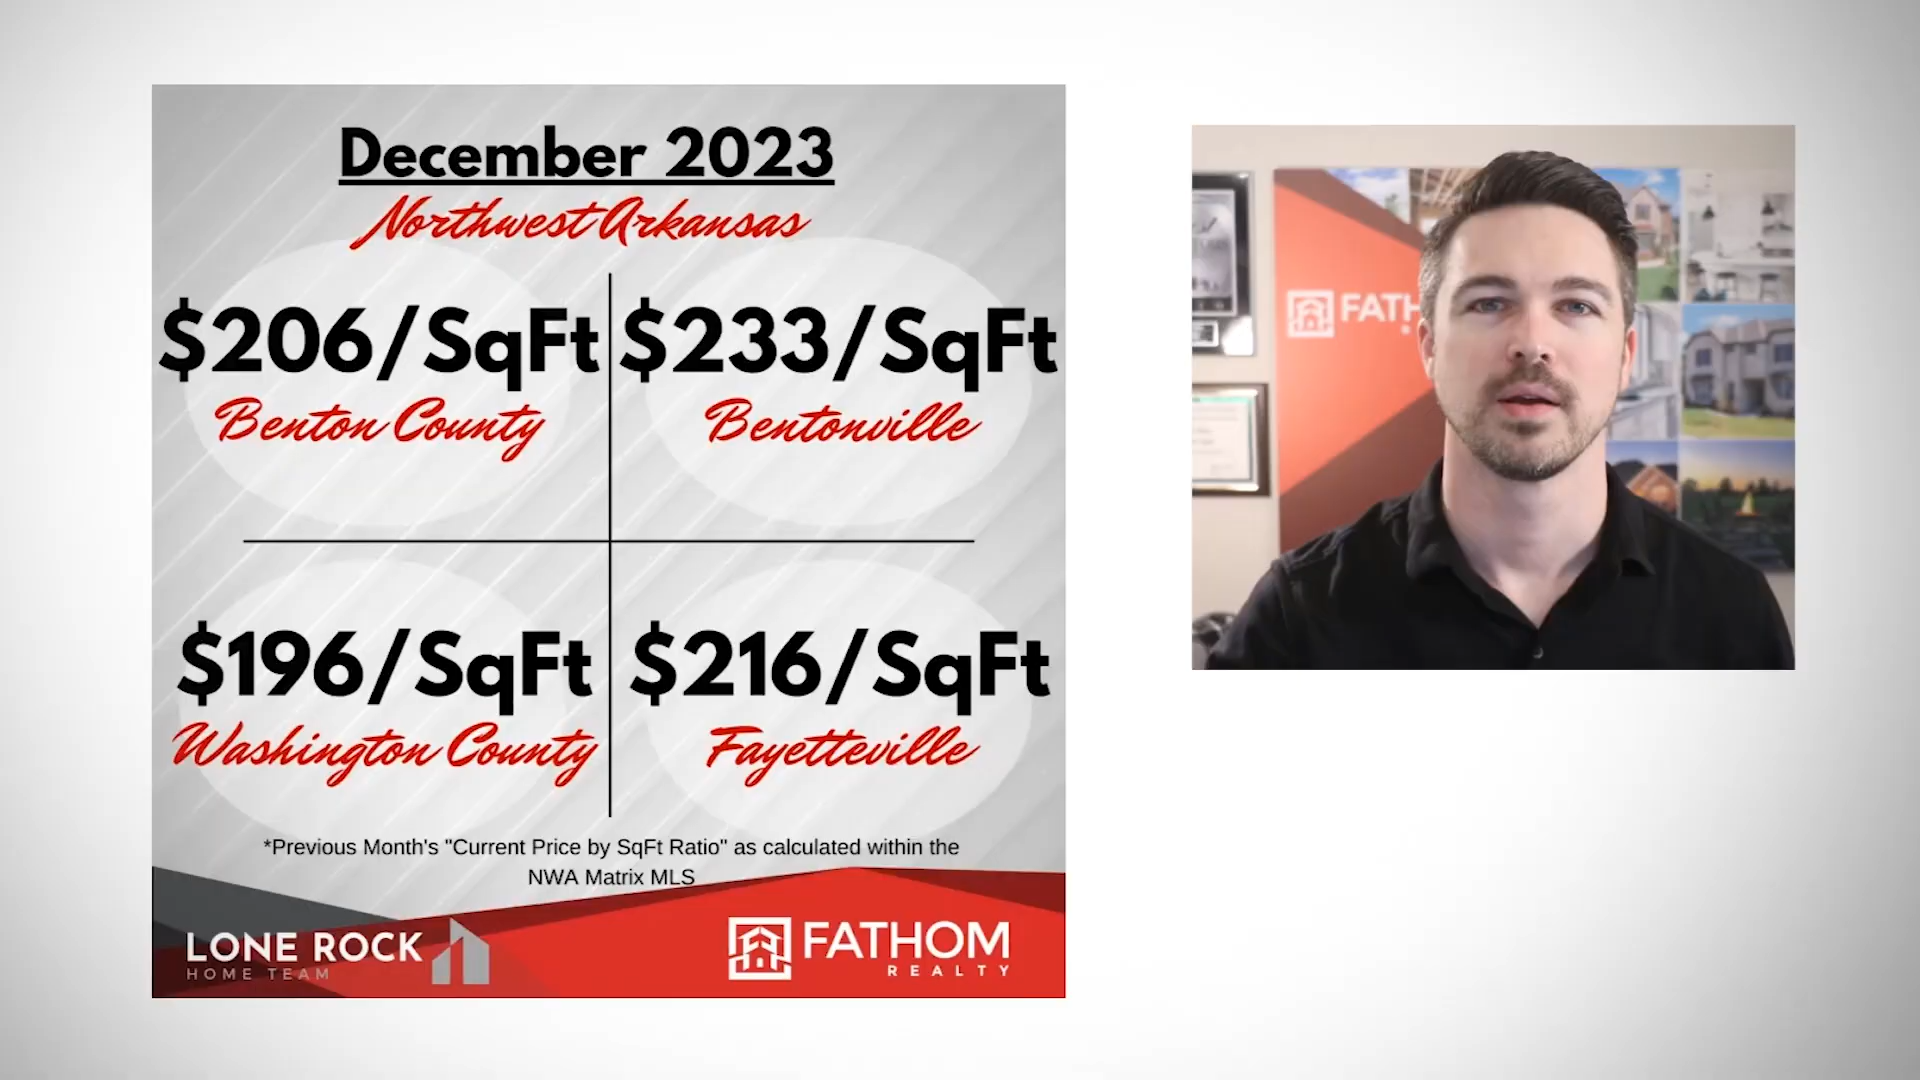 December 2023
Northwest Arkansas
$206/SqFt
Benton County
$233/SqFt
Bentonville
$196/SqFt
Washington County
$216/SqFt
Fayetteville
*Previous Month's "Current Price by SqFt Ratio" as calculated within the
NWA Matrix MLS
LONE ROCK
HOME TEAM
FATHOM
REALTY
FATH